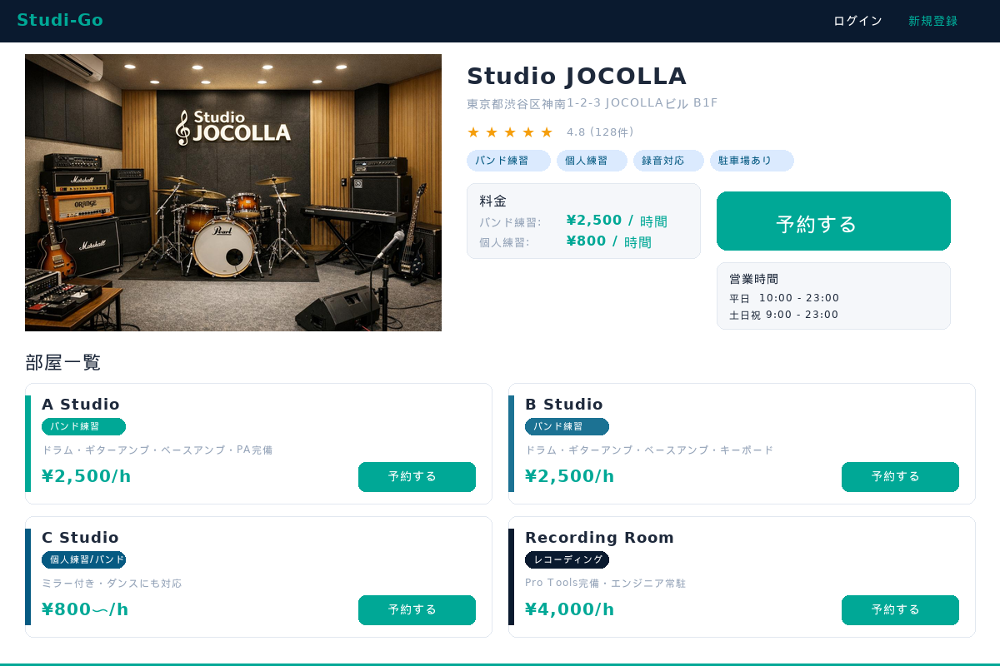 Studi-Go
ログイン
新規登録
Studio
JOCOLLA
Marshall
ORANGE
Marshall
Pearl
Studio JOCOLLA
東京都渋谷区神南1-2-3 JOCOLLAビル B1F
★ ★ ★ ★ ★ 4.8 (128件)
バンド練習
個人練習
録音対応
駐車場あり
料金
バンド練習: ¥2,500 / 時間
個人練習: ¥800 / 時間
予約する
営業時間
平日 10:00 - 23:00
土日祝 9:00 - 23:00
部屋一覧
A Studio
バンド練習
ドラム・ギターアンプ・ベースアンプ・PA完備
¥2,500/h
予約する
B Studio
バンド練習
ドラム・ギターアンプ・ベースアンプ・キーボード
¥2,500/h
予約する
C Studio
個人練習/バンド
ミラー付き・ダンスにも対応
¥800〜/h
予約する
Recording Room
レコーディング
Pro Tools完備・エンジニア常駐
¥4,000/h
予約する